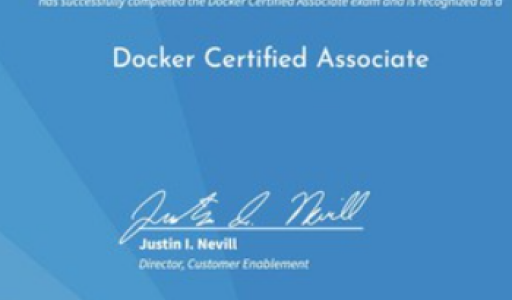 has successfully completed the Docker Certified Associate exam and is recognized as a
Docker Certified Associate
Justin I. Nevill
Justin I. Nevill
Director, Customer Enablement